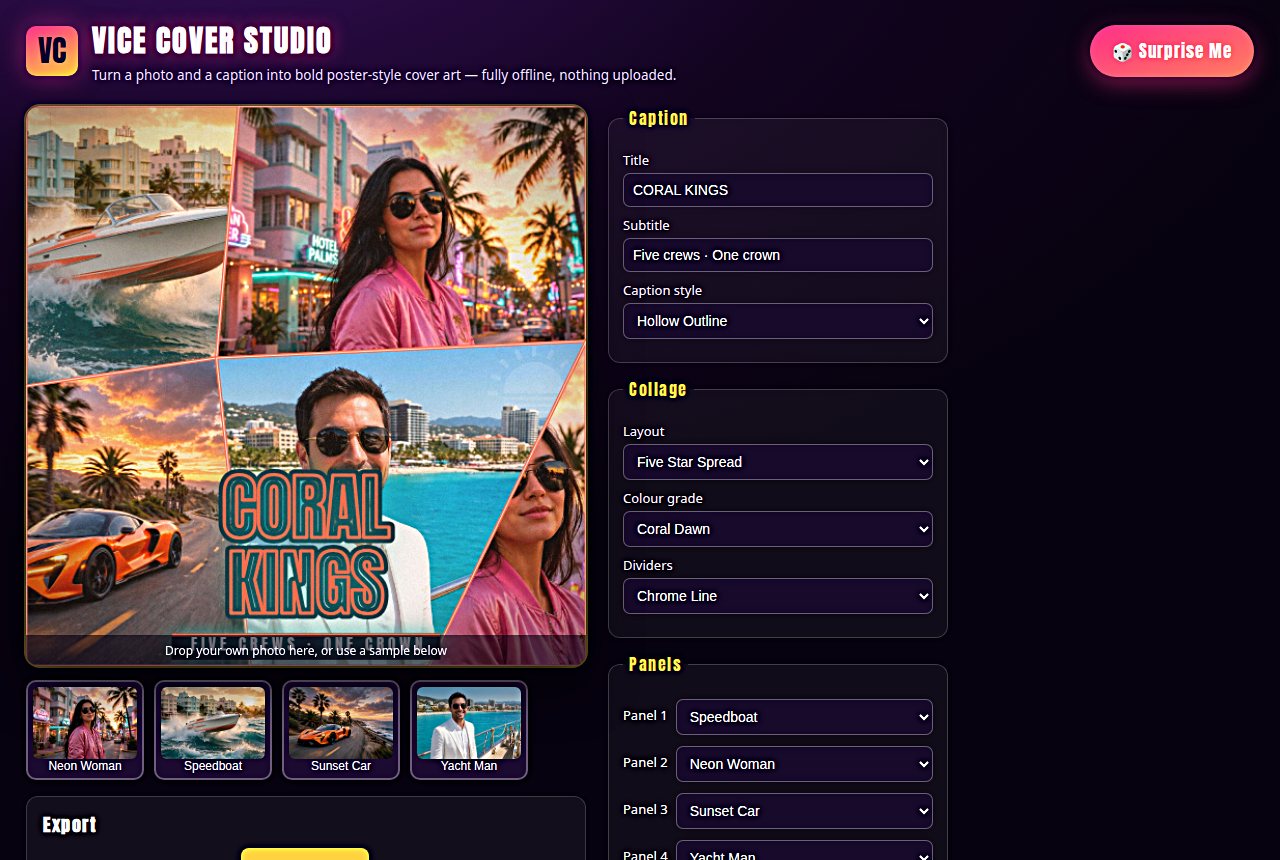 VC
VICE COVER STUDIO
Turn a photo and a caption into bold poster-style cover art — fully offline, nothing uploaded.
🎲 Surprise Me
HOTEL
PALMS
CORAL
KINGS
FIVE CREWS · ONE CROWN
Drop your own photo here, or use a sample below
Neon Woman
Speedboat
Sunset Car
Yacht Man
Export
Caption
Title
CORAL KINGS
Subtitle
Five crews · One crown
Caption style
Hollow Outline
Collage
Layout
Five Star Spread
Colour grade
Coral Dawn
Dividers
Chrome Line
Panels
Panel 1
Speedboat
Panel 2
Neon Woman
Panel 3
Sunset Car
Panel 4
Yacht Man